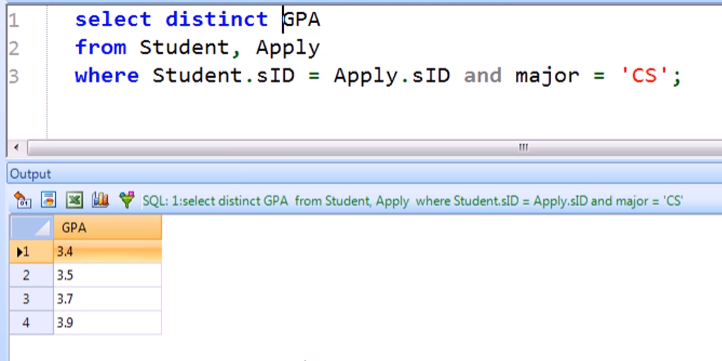 1 select distinct GPA
2 from Student, Apply
3 where Student.sID = Apply.sID and major = 'CS';
Output
SQL: 1:select distinct GPA from Student, Apply where Student.sID = Apply.sID and major = 'CS'
GPA
1 3.4
2 3.5
3 3.7
4 3.9